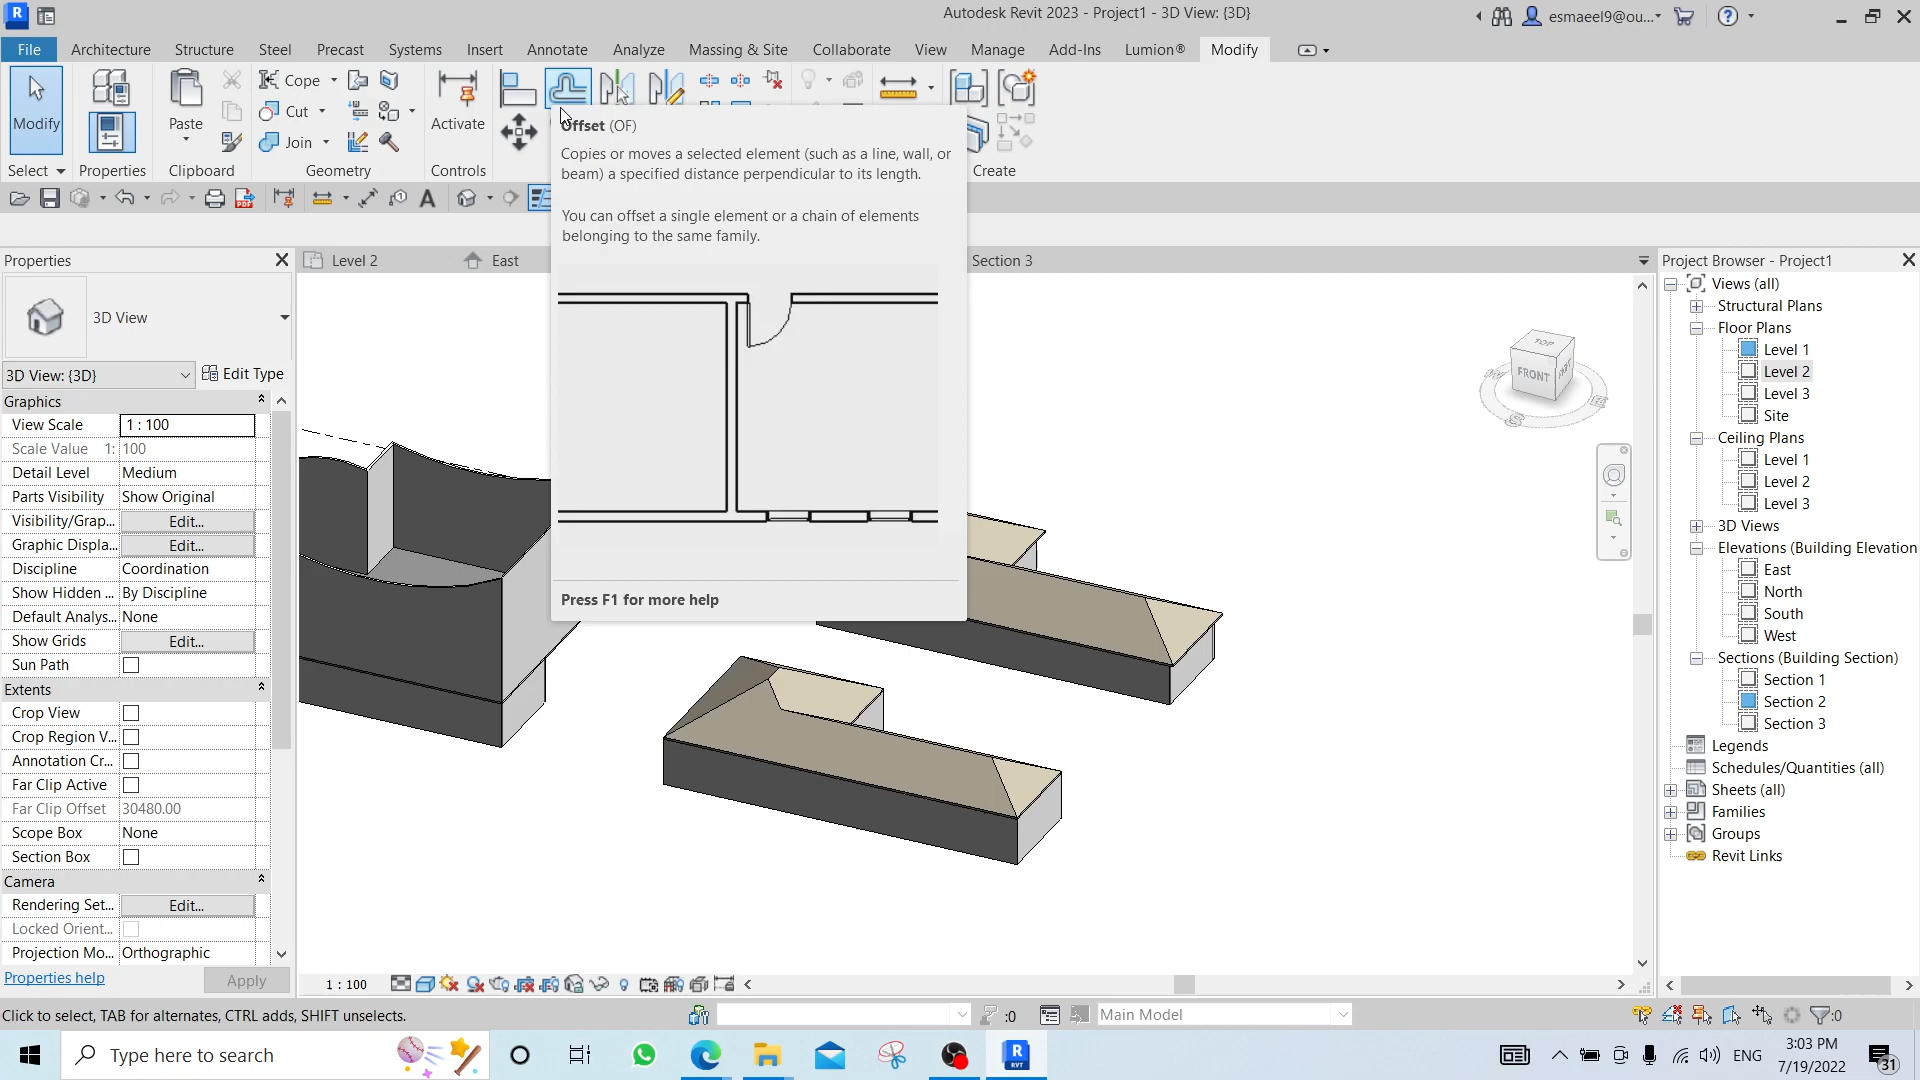 Autodesk Revit 2023 - Project1 - 3D View: {3D}
esmaeel9@ou...
File Architecture Structure Steel Precast Systems Insert Annotate Analyze Massing & Site Collaborate View Manage Add-Ins Lumion® Modify
Modify
Paste
Cope
Cut
Join
Activate
Select Properties Clipboard Geometry Controls Create
Offset (OF)
Copies or moves a selected element (such as a line, wall, or
beam) a specified distance perpendicular to its length.
You can offset a single element or a chain of elements
belonging to the same family.
Press F1 for more help
Properties
3D View
3D View: {3D}
Edit Type
Graphics
View Scale 1 : 100
Scale Value 1: 100
Detail Level Medium
Parts Visibility Show Original
Visibility/Grap... Edit...
Graphic Displa... Edit...
Discipline Coordination
Show Hidden ... By Discipline
Default Analys... None
Show Grids Edit...
Sun Path
Extents
Crop View
Crop Region V...
Annotation Cr...
Far Clip Active
Far Clip Offset 30480.00
Scope Box None
Section Box
Camera
Rendering Set... Edit...
Locked Orient...
Projection Mo... Orthographic
Properties help
Apply
Level 2
East
Section 3
TOP
FRONT
S
E
1 : 100
Project Browser - Project1
Views (all)
Structural Plans
Floor Plans
Level 1
Level 2
Level 3
Site
Ceiling Plans
Level 1
Level 2
Level 3
3D Views
Elevations (Building Elevation
East
North
South
West
Sections (Building Section)
Section 1
Section 2
Section 3
Legends
Schedules/Quantities (all)
Sheets (all)
Families
Groups
Revit Links
Click to select, TAB for alternates, CTRL adds, SHIFT unselects.
:0
Main Model
:0
Type here to search
ENG
3:03 PM
7/19/2022
31